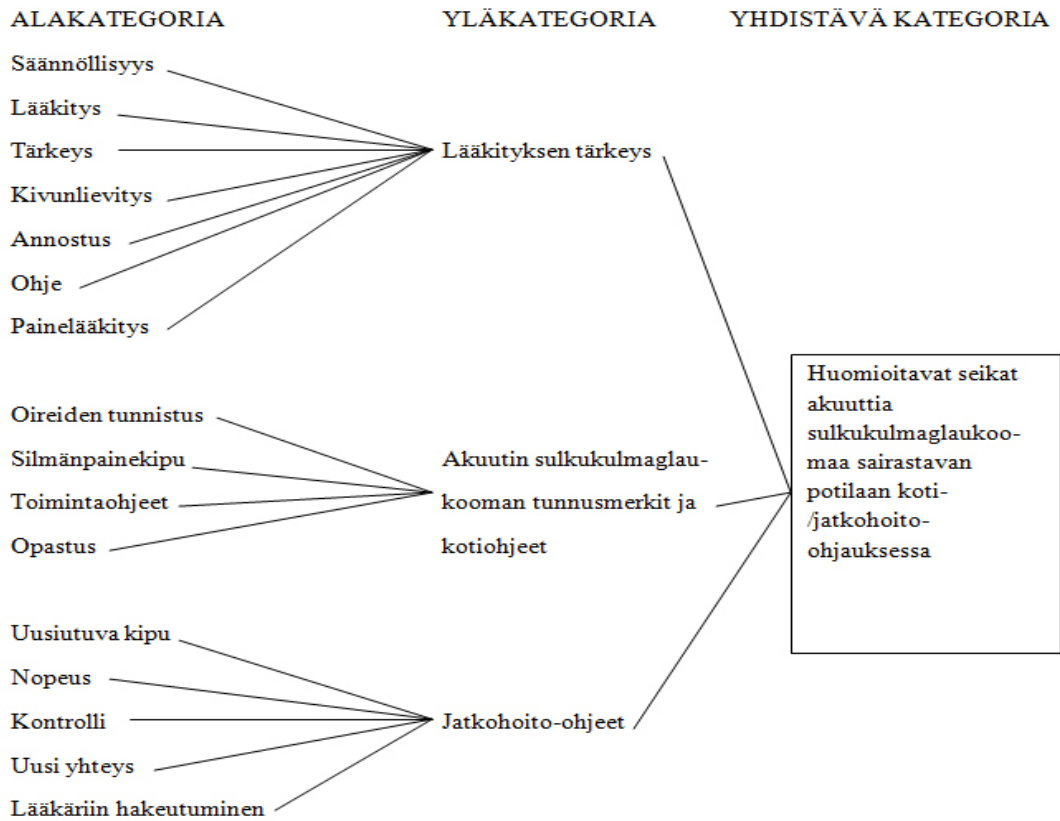 ALAKATEGORIA YLÄKATEGORIA YHDISTÄVÄ KATEGORIA
Säännöllisyys
Lääkitys
Tärkeys
Kivunlievitys
Annostus
Ohje
Painelääkitys
Lääkityksen tärkeys
Oireiden tunnistus
Silmänpainekipu
Toimintaohjeet
Opastus
Akuutin sulkukulmaglau-
kooman tunnusmerkit ja
kotiohjeet
Uusiutuva kipu
Nopeus
Kontrolli
Uusi yhteys
Lääkäriin hakeutuminen
Jatkohoito-ohjeet
Huomioitavat seikat
akuuttia
sulkukulmaglaukoo-
maa sairastavan
potilaan koti-
/jatkohoito-
ohjauksessa